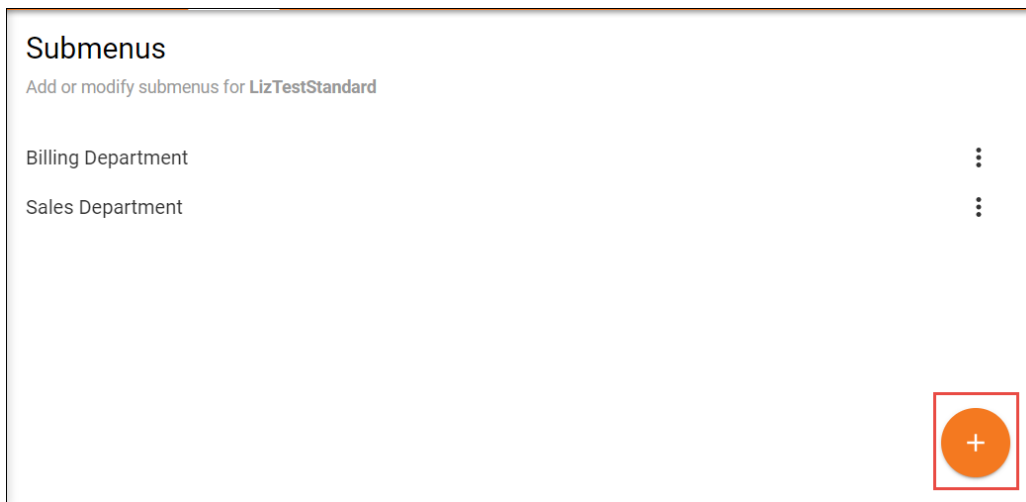 Submenus
Add or modify submenus for LizTestStandard
Billing Department
Sales Department
+